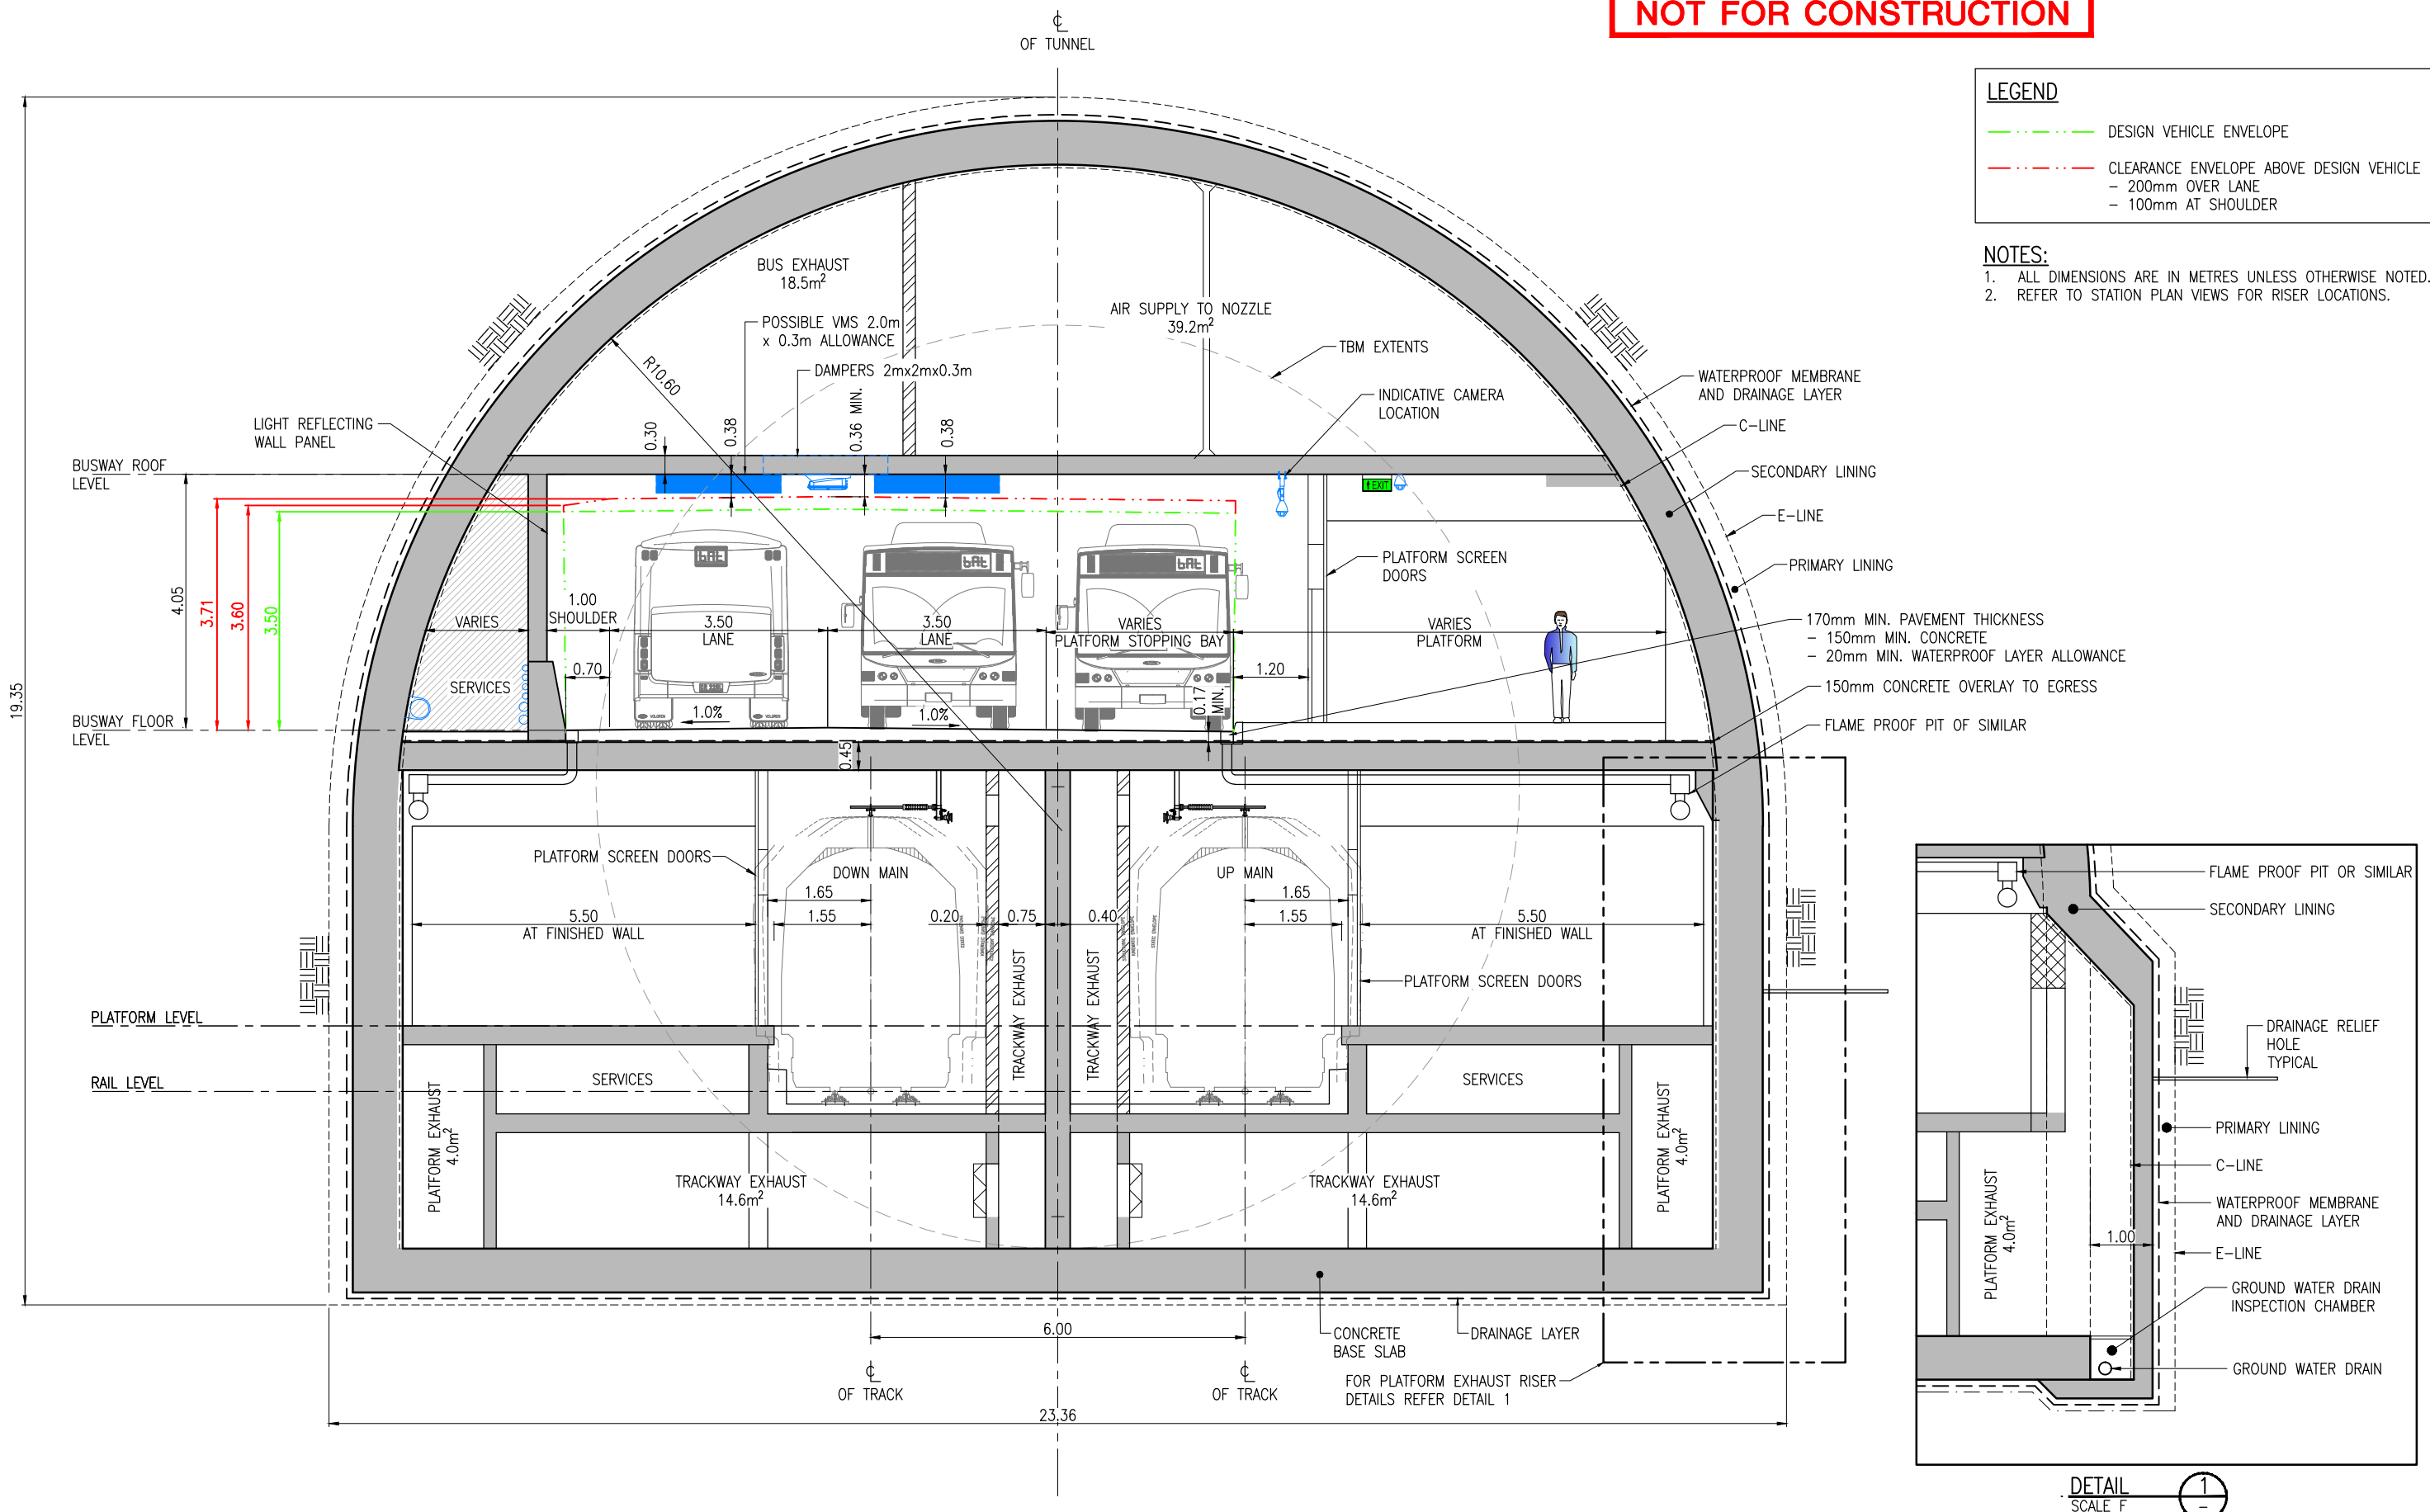 NOT FOR CONSTRUCTION
℄
OF TUNNEL
LEGEND
DESIGN VEHICLE ENVELOPE
CLEARANCE ENVELOPE ABOVE DESIGN VEHICLE
- 200mm OVER LANE
- 100mm AT SHOULDER
NOTES:
1. ALL DIMENSIONS ARE IN METRES UNLESS OTHERWISE NOTED.
2. REFER TO STATION PLAN VIEWS FOR RISER LOCATIONS.
BUS EXHAUST
18.5m²
AIR SUPPLY TO NOZZLE
39.2m²
POSSIBLE VMS 2.0m
x 0.3m ALLOWANCE
DAMPERS 2mx2mx0.3m
R10.60
TBM EXTENTS
INDICATIVE CAMERA
LOCATION
WATERPROOF MEMBRANE
AND DRAINAGE LAYER
C-LINE
SECONDARY LINING
E-LINE
PRIMARY LINING
LIGHT REFLECTING
WALL PANEL
0.30
0.38
0.36 MIN.
0.38
BUSWAY ROOF
LEVEL
EXIT
4.05
3.71
3.60
3.50
bAt
bAt
bAt
PLATFORM SCREEN
DOORS
VARIES
1.00
SHOULDER
3.50
LANE
3.50
LANE
VARIES
PLATFORM STOPPING BAY
VARIES
PLATFORM
170mm MIN. PAVEMENT THICKNESS
- 150mm MIN. CONCRETE
- 20mm MIN. WATERPROOF LAYER ALLOWANCE
150mm CONCRETE OVERLAY TO EGRESS
FLAME PROOF PIT OF SIMILAR
SERVICES
0.70
1.20
1.0%
1.0%
0.17
MIN.
0.45
BUSWAY FLOOR
LEVEL
19.35
PLATFORM SCREEN DOORS
DOWN MAIN
UP MAIN
1.65
1.55
0.20
0.75
0.40
1.65
1.55
5.50
AT FINISHED WALL
5.50
AT FINISHED WALL
PLATFORM SCREEN DOORS
TRACKWAY EXHAUST
TRACKWAY EXHAUST
PLATFORM LEVEL
RAIL LEVEL
SERVICES
SERVICES
PLATFORM EXHAUST
4.0m²
PLATFORM EXHAUST
4.0m²
TRACKWAY EXHAUST
14.6m²
TRACKWAY EXHAUST
14.6m²
6.00
℄
OF TRACK
℄
OF TRACK
CONCRETE
BASE SLAB
DRAINAGE LAYER
FOR PLATFORM EXHAUST RISER
DETAILS REFER DETAIL 1
23.36
FLAME PROOF PIT OR SIMILAR
SECONDARY LINING
DRAINAGE RELIEF
HOLE
TYPICAL
PRIMARY LINING
C-LINE
WATERPROOF MEMBRANE
AND DRAINAGE LAYER
E-LINE
PLATFORM EXHAUST
4.0m²
1.00
GROUND WATER DRAIN
INSPECTION CHAMBER
GROUND WATER DRAIN
DETAIL 1
SCALE F -